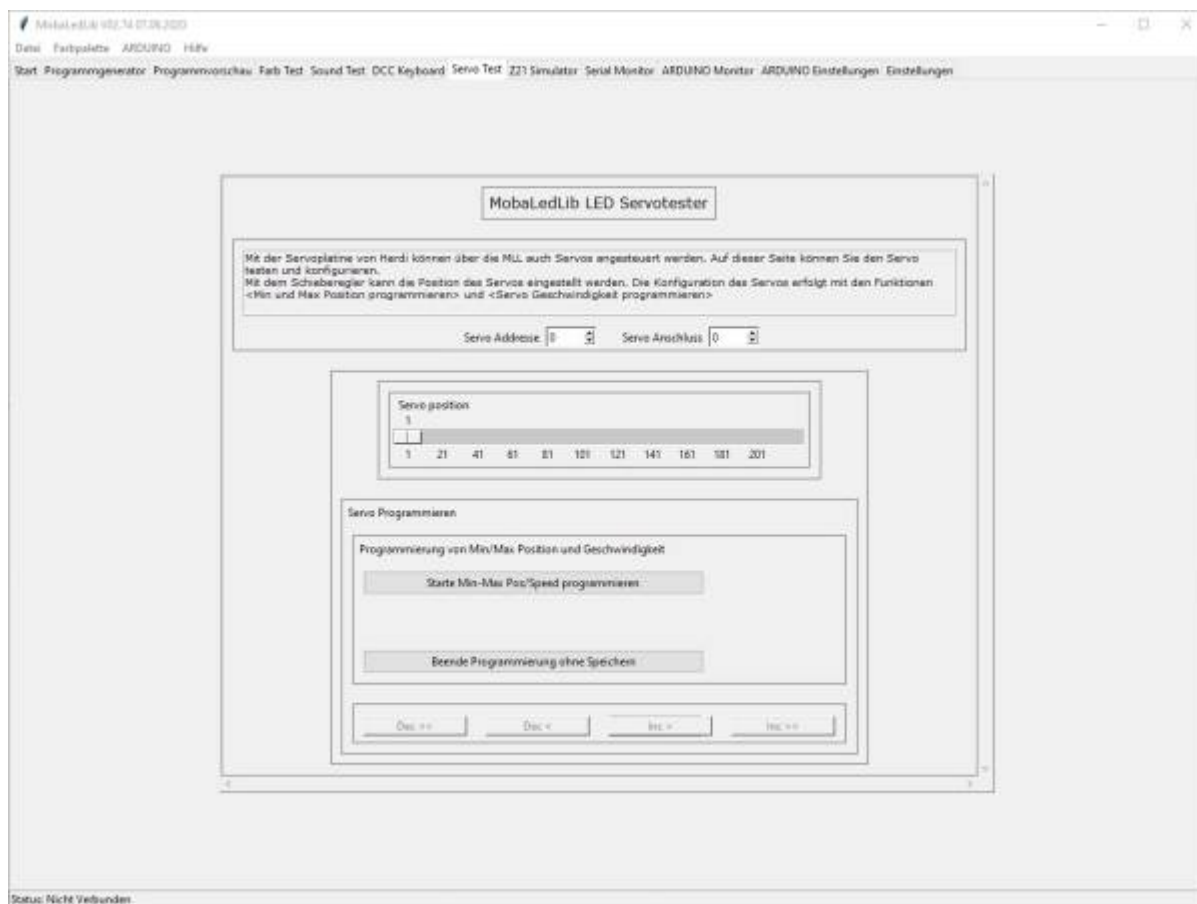 MobaLedLib
Datei Farbpalette ARDUINO Hilfe
Start Programmgenerator Programmvorschau Farb Test Sound Test DCC Keyboard Servo Test Z21 Simulator Serial Monitor ARDUINO Monitor ARDUINO Einstellungen Einstellungen
MobaLedLib LED Servotester
Mit der Servoplatine von Hardi können über die MLL auch Servos angesteuert werden. Auf dieser Seite können Sie den Servo
testen und konfigurieren.
Mit dem Schieberegler kann die Position des Servos eingestellt werden. Die Konfiguration des Servos erfolgt mit den Funktionen
<Min und Max Position programmieren> und <Servo Geschwindigkeit programmieren>
Servo Addresse 0 Servo Anschluss 0
Servo position
1
1 21 41 61 81 101 121 141 161 181 201
Servo Programmieren
Programmierung von Min/Max Position und Geschwindigkeit
Starte Min-Max Pos/Speed programmieren
Beende Programmierung ohne Speichern
Dec << Dec < Inc > Inc >>
Status: Nicht Verbunden